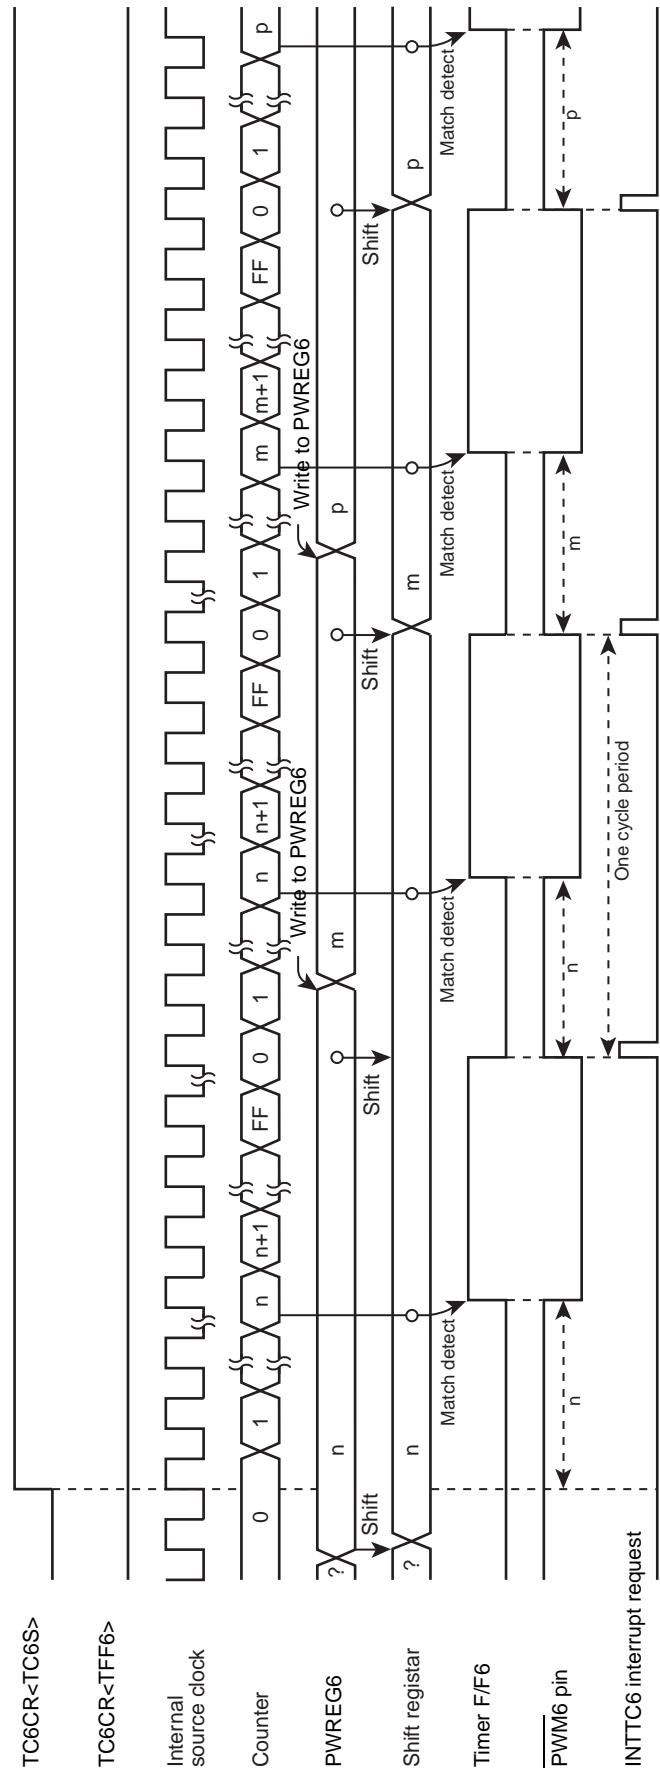 TC6CR<TC6S>
TC6CR<TFF6>
Internal
source clock
Counter
0 1 n n+1 FF 0 1 n n+1 FF 0 1 m m+1 FF 0 1 p
Write to PWREG6 Write to PWREG6
PWREG6
? n m p
Shift Shift Shift Shift
Shift registar
? n m p
Match detect Match detect Match detect Match detect
Timer F/F6
PWM6 pin
n n m p
One cycle period
INTTC6 interrupt request